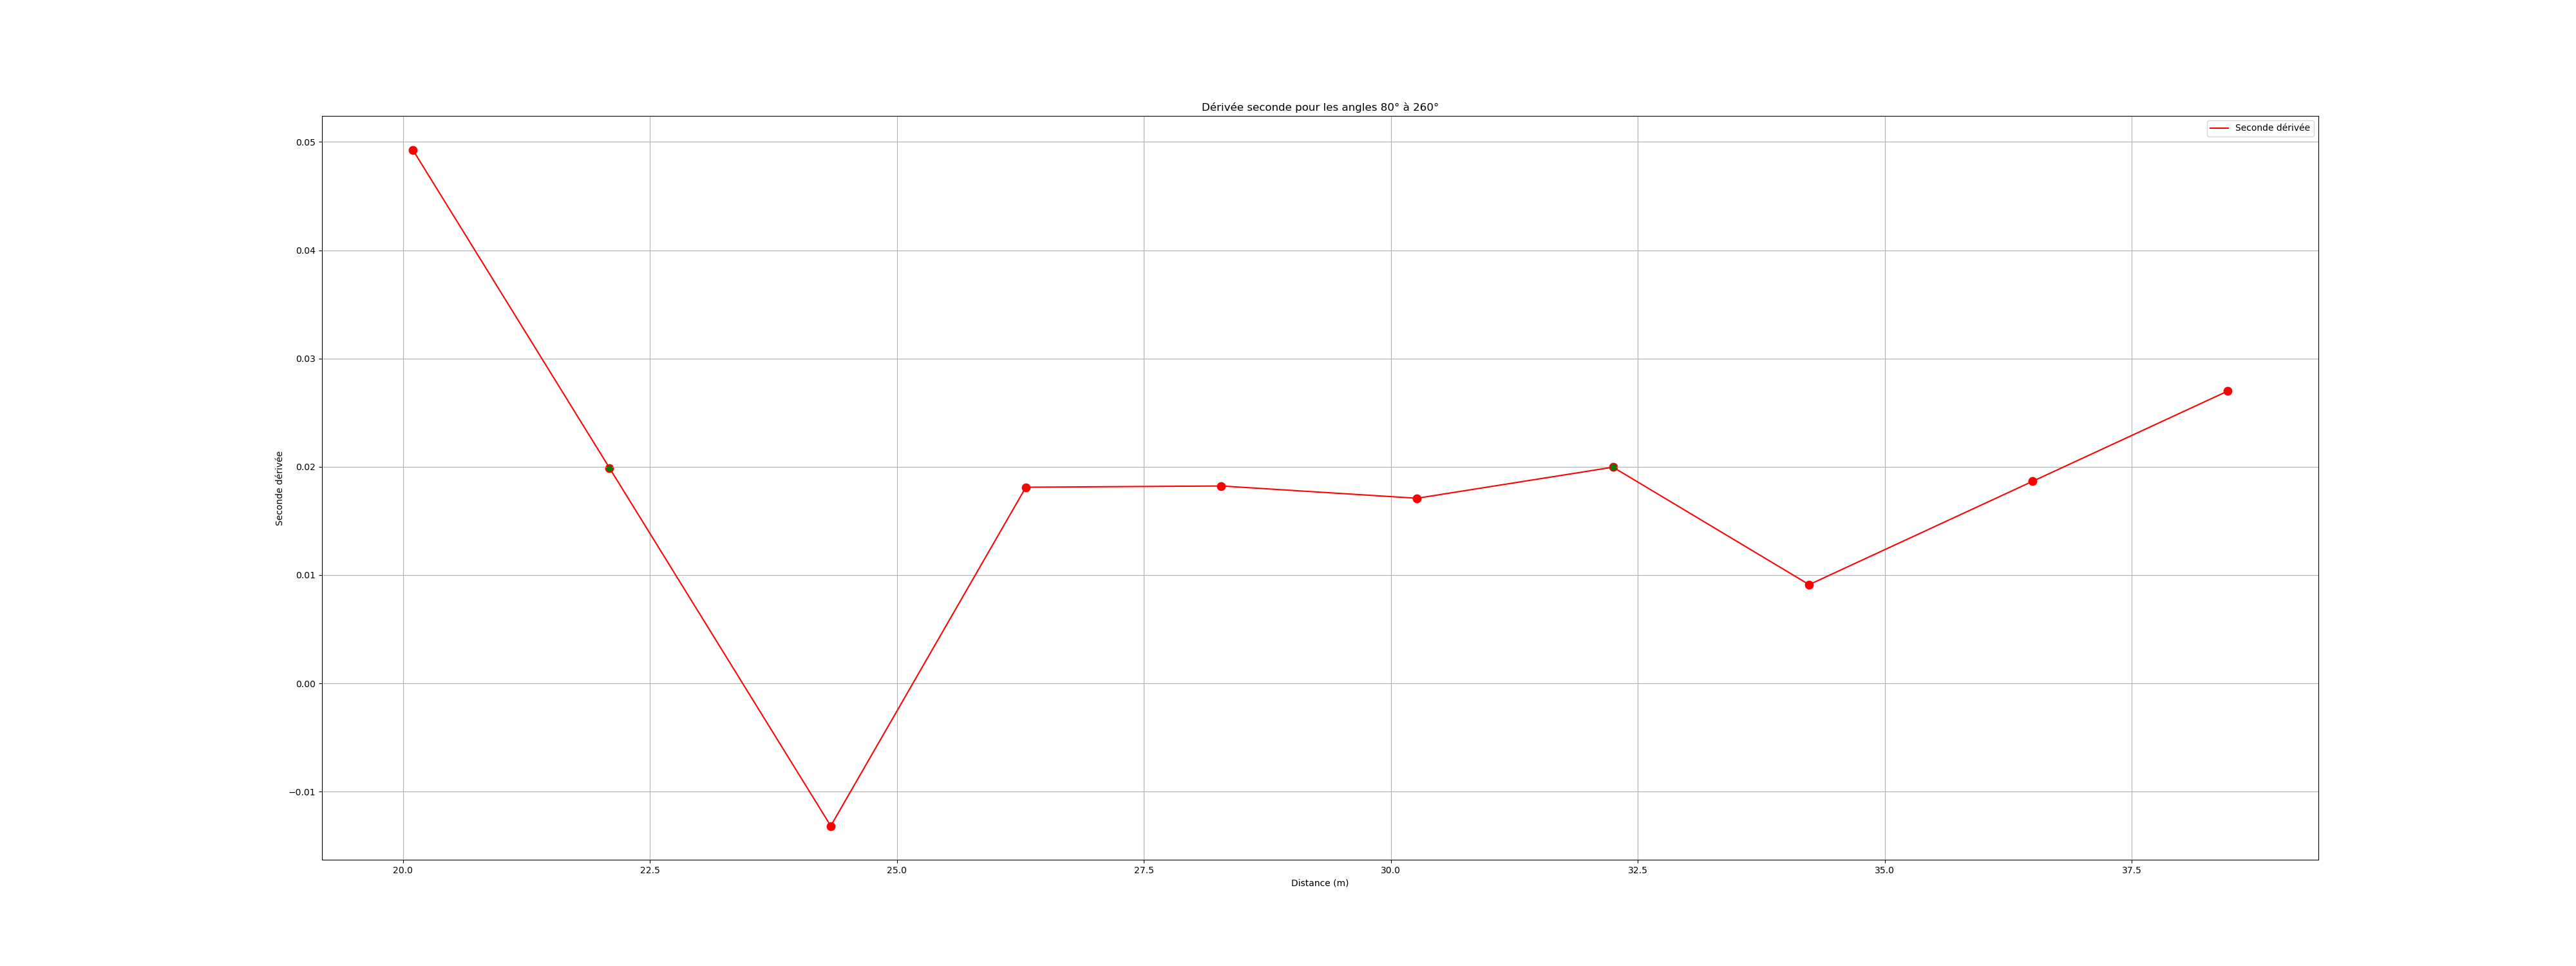 Dérivée seconde pour les angles 80° à 260°
Seconde dérivée
0.05
0.04
0.03
0.02
0.01
0.00
−0.01
Seconde dérivée
20.0 22.5 25.0 27.5 30.0 32.5 35.0 37.5
Distance (m)